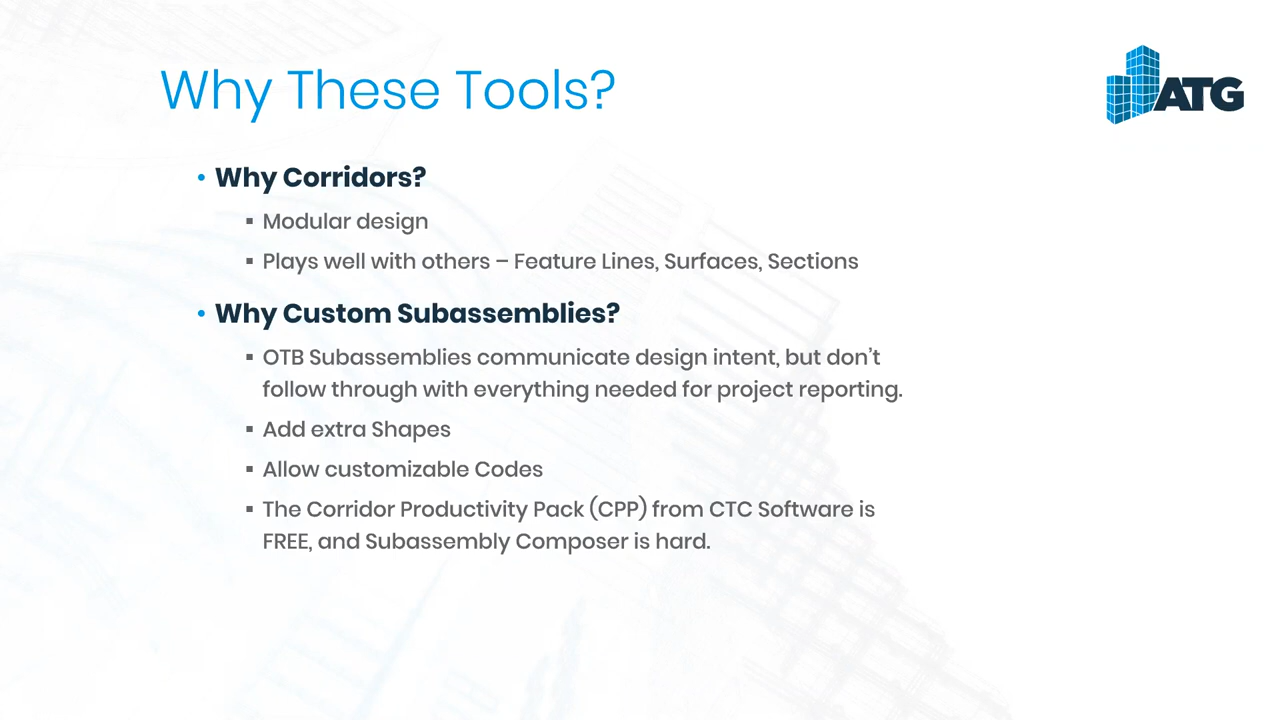 Why These Tools?
ATG
• Why Corridors?
▪ Modular design
▪ Plays well with others – Feature Lines, Surfaces, Sections
• Why Custom Subassemblies?
▪ OTB Subassemblies communicate design intent, but don’t
follow through with everything needed for project reporting.
▪ Add extra Shapes
▪ Allow customizable Codes
▪ The Corridor Productivity Pack (CPP) from CTC Software is
FREE, and Subassembly Composer is hard.